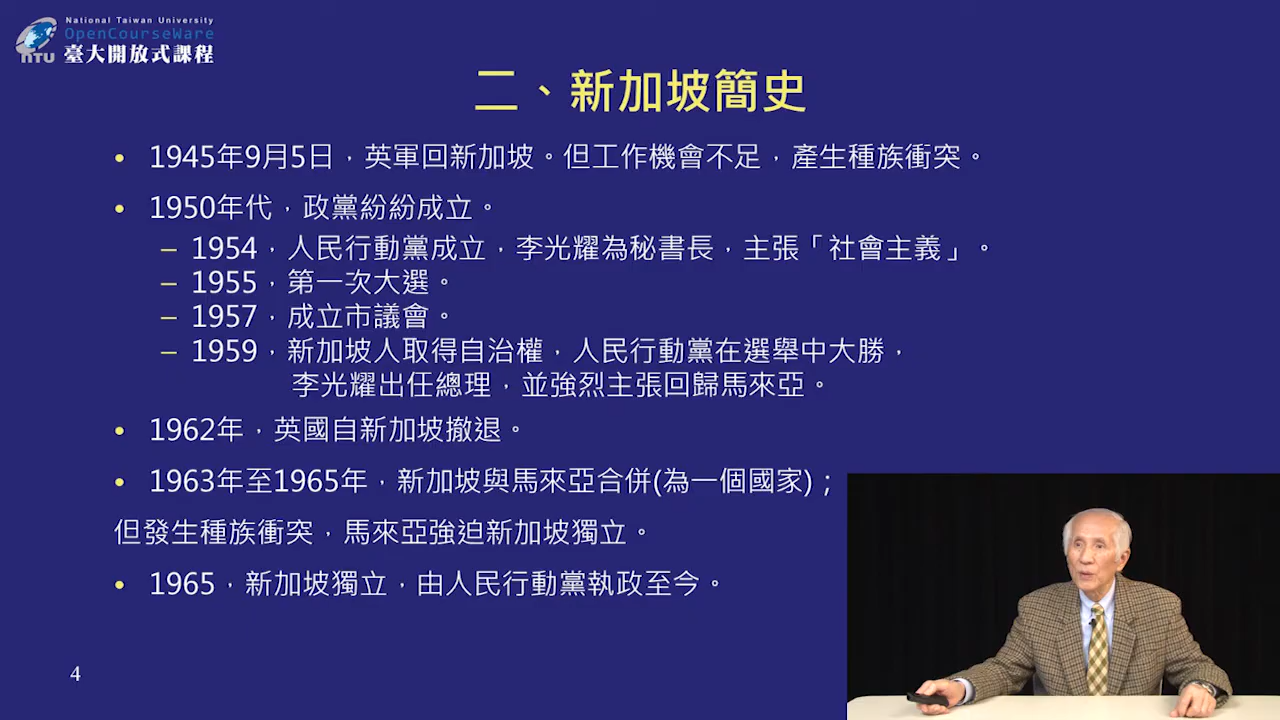 National Taiwan University
OpenCourseWare
NTU 臺大開放式課程
二、新加坡簡史
• 1945年9月5日，英軍回新加坡。但工作機會不足，產生種族衝突。
• 1950年代，政黨紛紛成立。
– 1954，人民行動黨成立，李光耀為秘書長，主張「社會主義」。
– 1955，第一次大選。
– 1957，成立市議會。
– 1959，新加坡人取得自治權，人民行動黨在選舉中大勝，
李光耀出任總理，並強烈主張回歸馬來亞。
• 1962年，英國自新加坡撤退。
• 1963年至1965年，新加坡與馬來亞合併(為一個國家)；
但發生種族衝突，馬來亞強迫新加坡獨立。
• 1965，新加坡獨立，由人民行動黨執政至今。
4